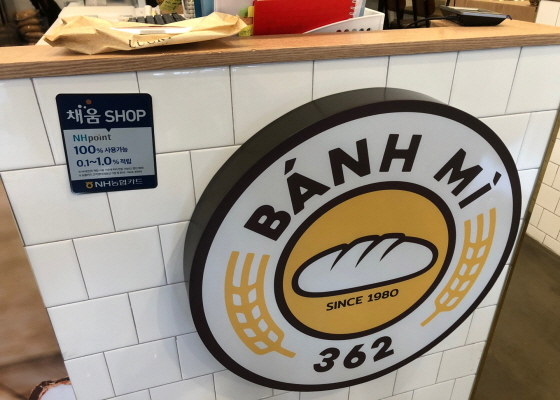 채움 SHOP
NHpoint
100% 사용가능
0.1~1.0% 적립
NH농협카드
BÁNH MÌ
SINCE 1980
362